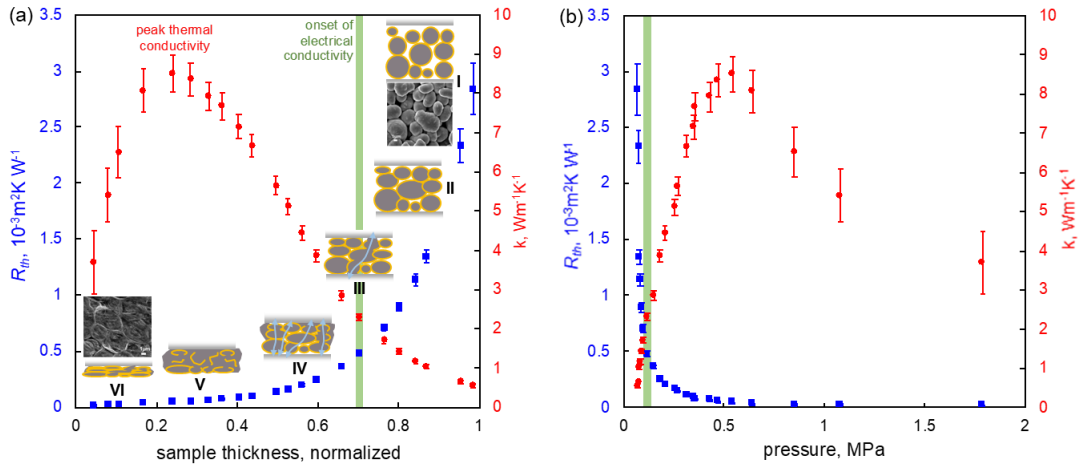 (a)
3.5
3
2.5
2
1.5
1
0.5
0
R_th, 10⁻³m²K W⁻¹
peak thermal
conductivity
onset of
electrical
conductivity
I
II
III
IV
V
VI
10
9
8
7
6
5
4
3
2
1
0
k, Wm⁻¹K⁻¹
0 0.2 0.4 0.6 0.8 1
sample thickness, normalized
(b)
3.5
3
2.5
2
1.5
1
0.5
0
R_th, 10⁻³m²K W⁻¹
10
9
8
7
6
5
4
3
2
1
0
k, Wm⁻¹K⁻¹
0 0.5 1 1.5 2
pressure, MPa